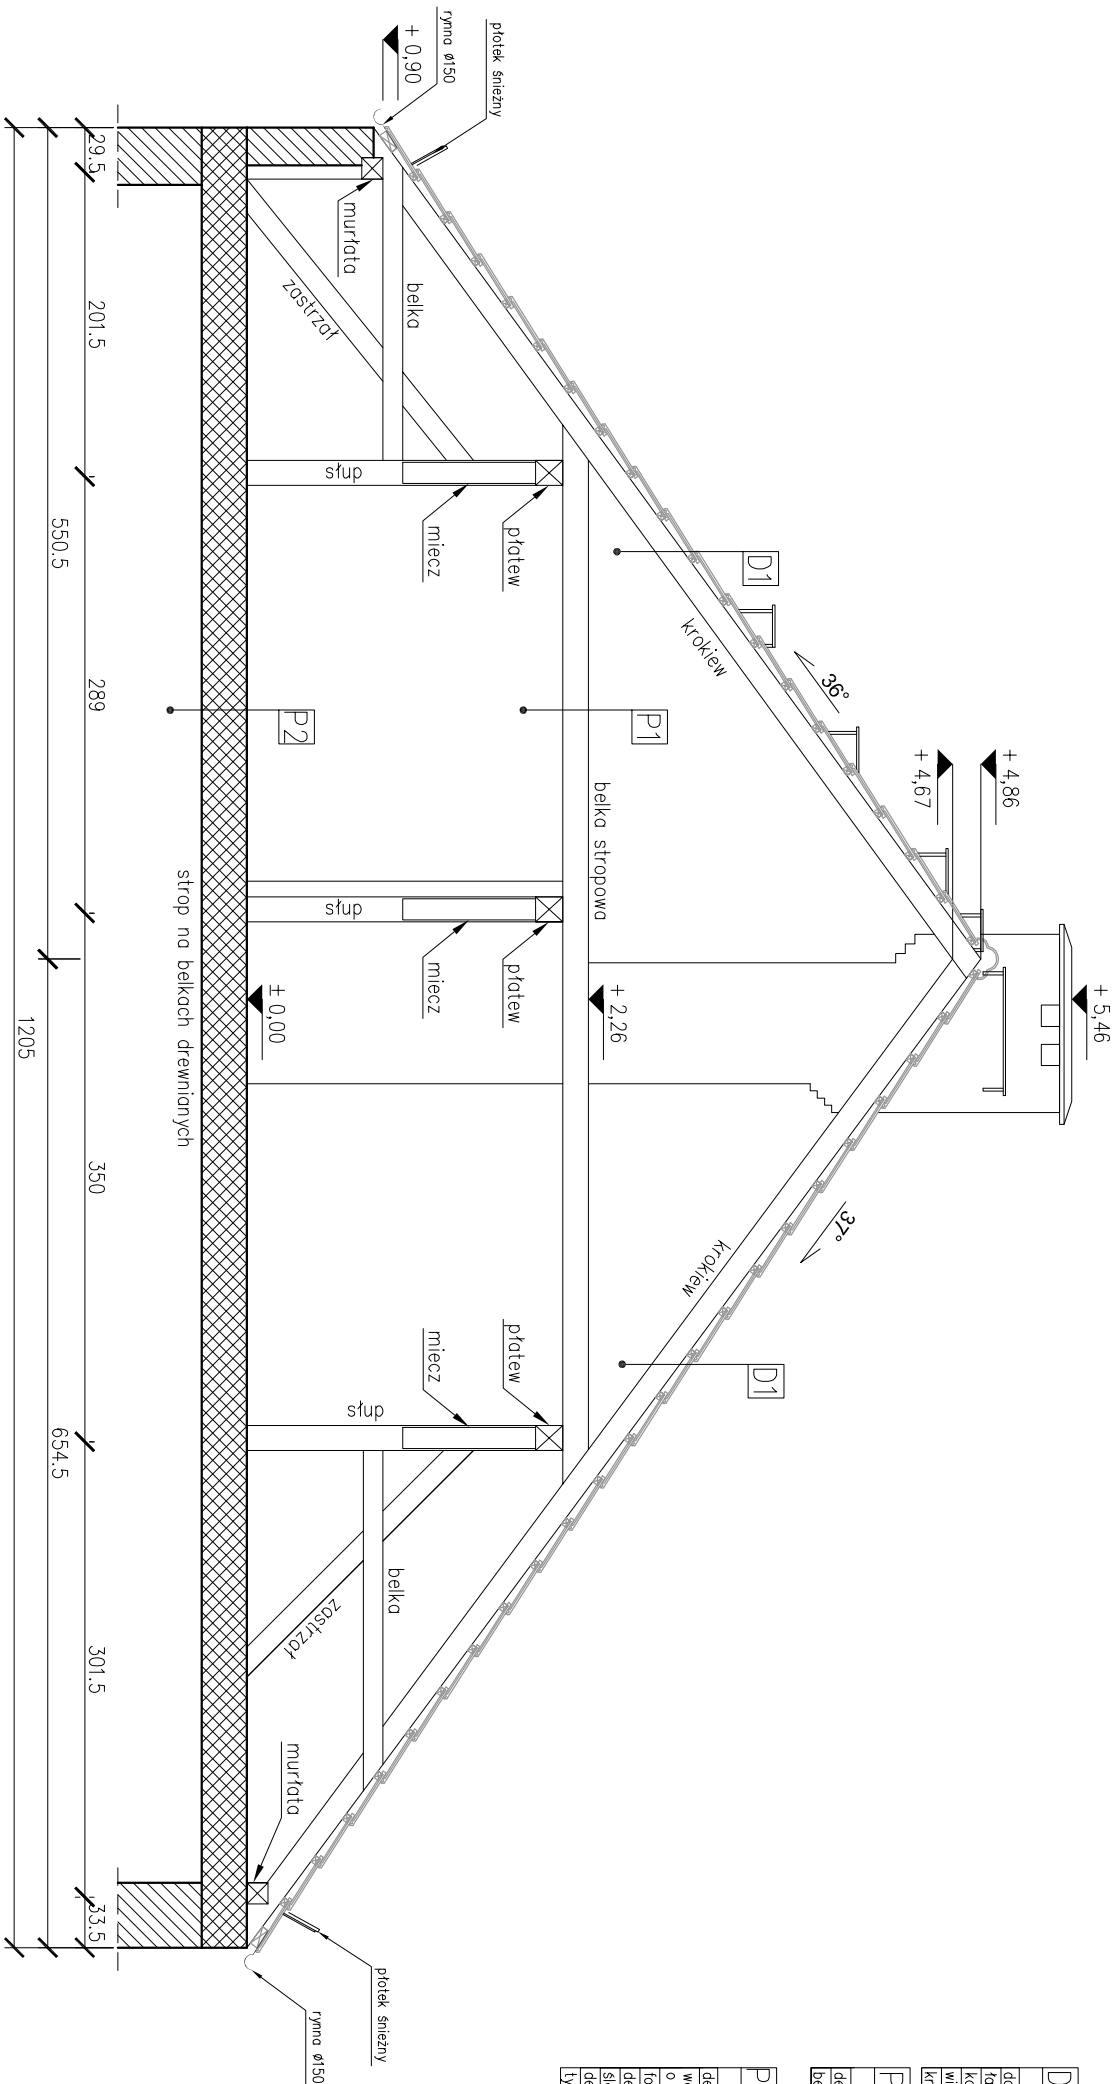 + 5,46
+ 4,86
+ 4,67
36°
37°
D1
D1
krokiew
krokiew
płotek śnieżny
rynna ø150
+ 0,90
+ 2,26
belka stropowa
P1
płatew
płatew
płatew
miecz
miecz
miecz
belka
murłata
zastrzał
słup
słup
słup
belka
zastrzał
murłata
płotek śnieżny
rynna ø150
± 0,00
P2
strop na belkach drewnianych
29.5
201.5
289
350
301.5
33.5
550.5
654.5
1205
D
P
P